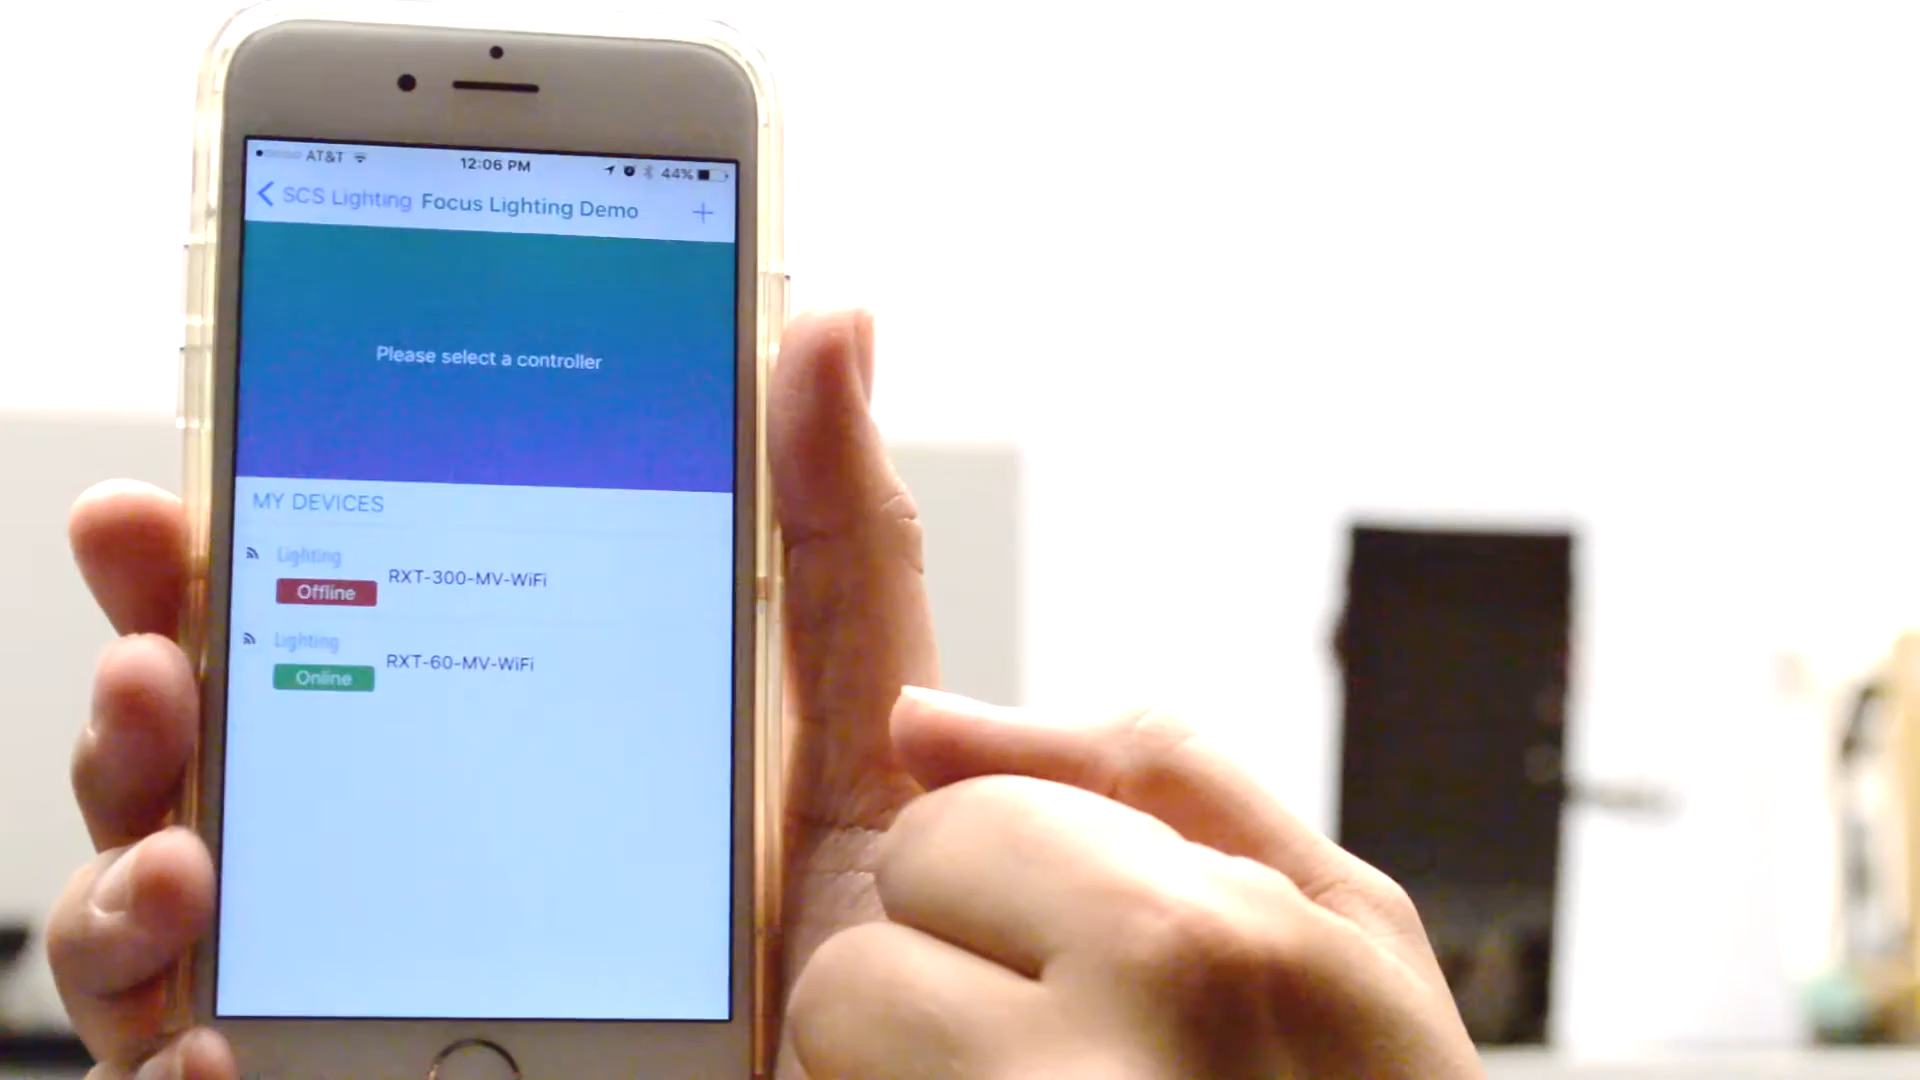 AT&T 12:06 PM 44%
SCS Lighting Focus Lighting Demo +
Please select a controller
MY DEVICES
Lighting
RXT-300-MV-WiFi
Offline
Lighting
RXT-60-MV-WiFi
Online